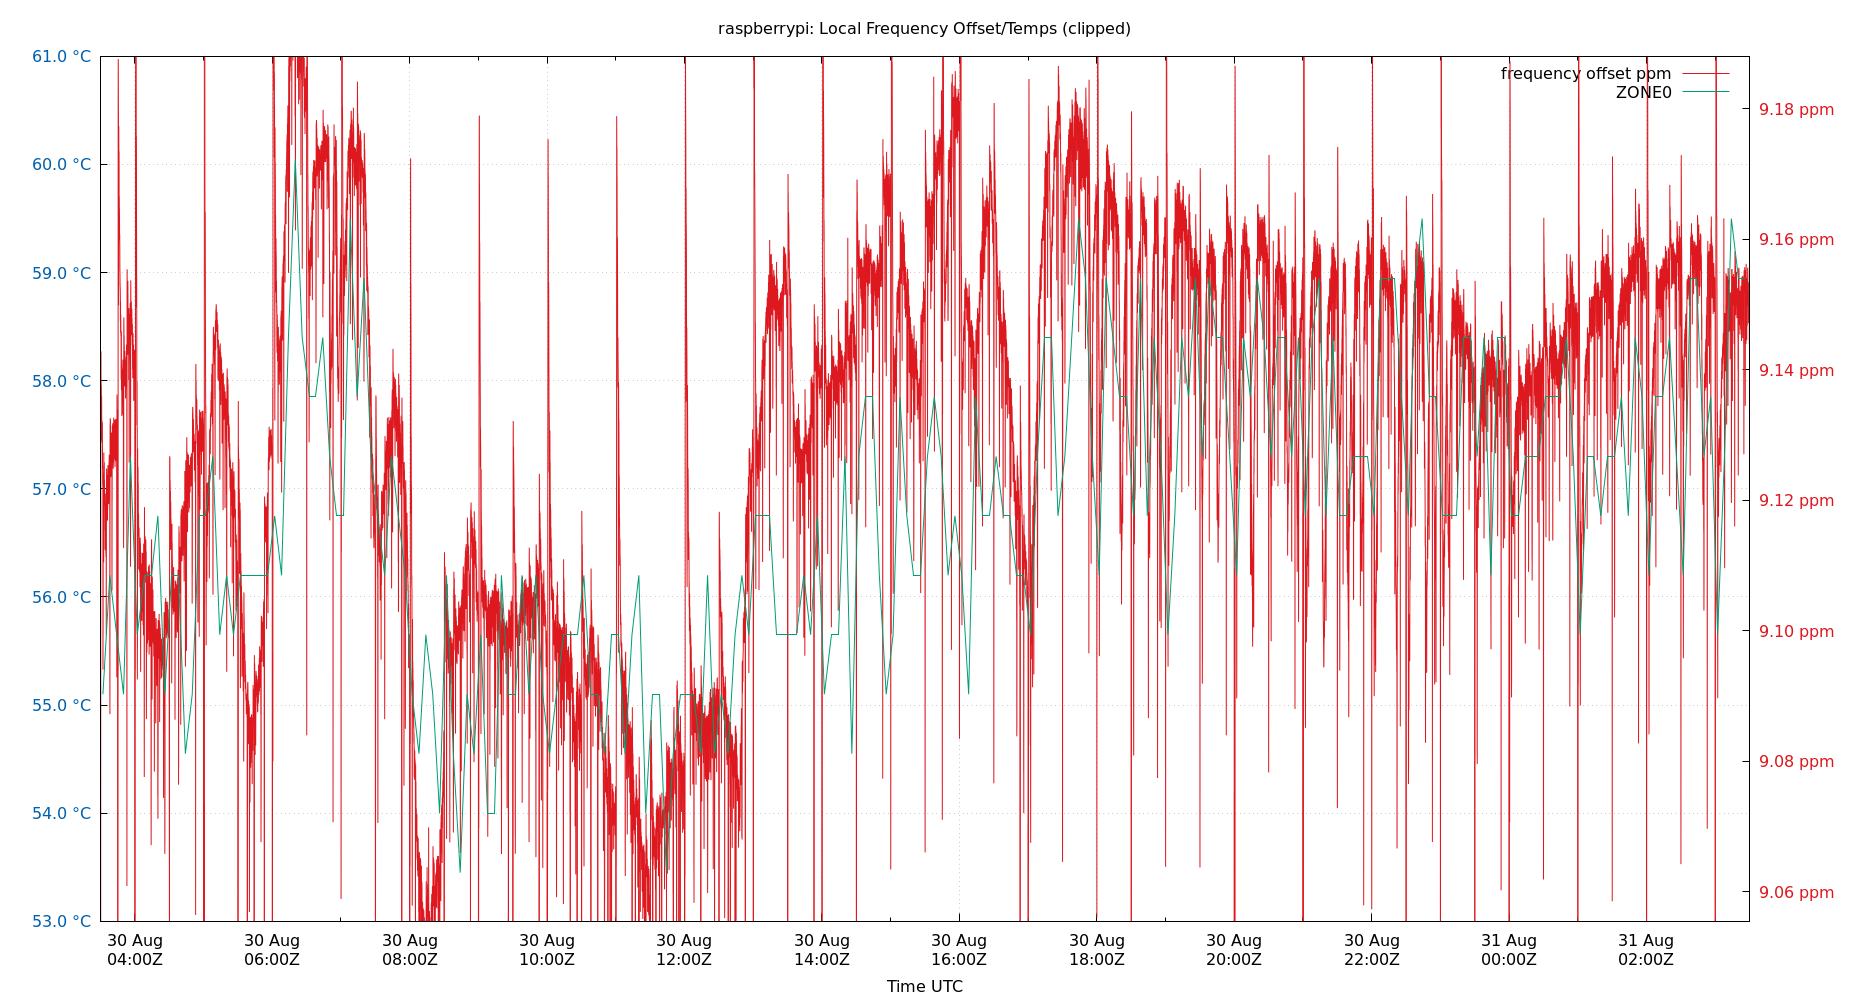 raspberrypi: Local Frequency Offset/Temps (clipped)
frequency offset ppm
ZONE0
61.0 °C
60.0 °C
59.0 °C
58.0 °C
57.0 °C
56.0 °C
55.0 °C
54.0 °C
53.0 °C
9.18 ppm
9.16 ppm
9.14 ppm
9.12 ppm
9.10 ppm
9.08 ppm
9.06 ppm
30 Aug
04:00Z
30 Aug
06:00Z
30 Aug
08:00Z
30 Aug
10:00Z
30 Aug
12:00Z
30 Aug
14:00Z
30 Aug
16:00Z
30 Aug
18:00Z
30 Aug
20:00Z
30 Aug
22:00Z
31 Aug
00:00Z
31 Aug
02:00Z
Time UTC